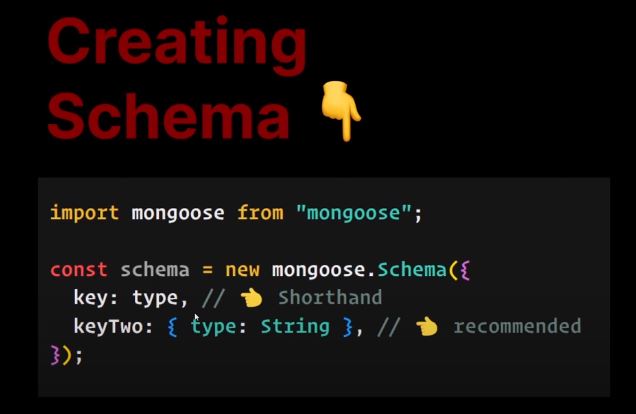 Creating
Schema 👇
import mongoose from "mongoose";
const schema = new mongoose.Schema({
key: type, // 👈 Shorthand
keyTwo: { type: String }, // 👈 recommended
});